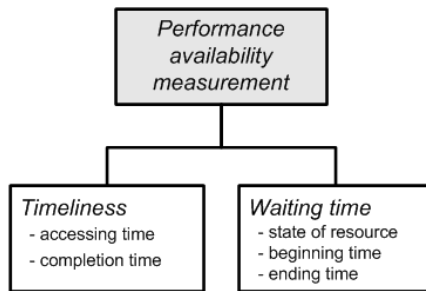 Performance
availability
measurement
Timeliness
- accessing time
- completion time
Waiting time
- state of resource
- beginning time
- ending time